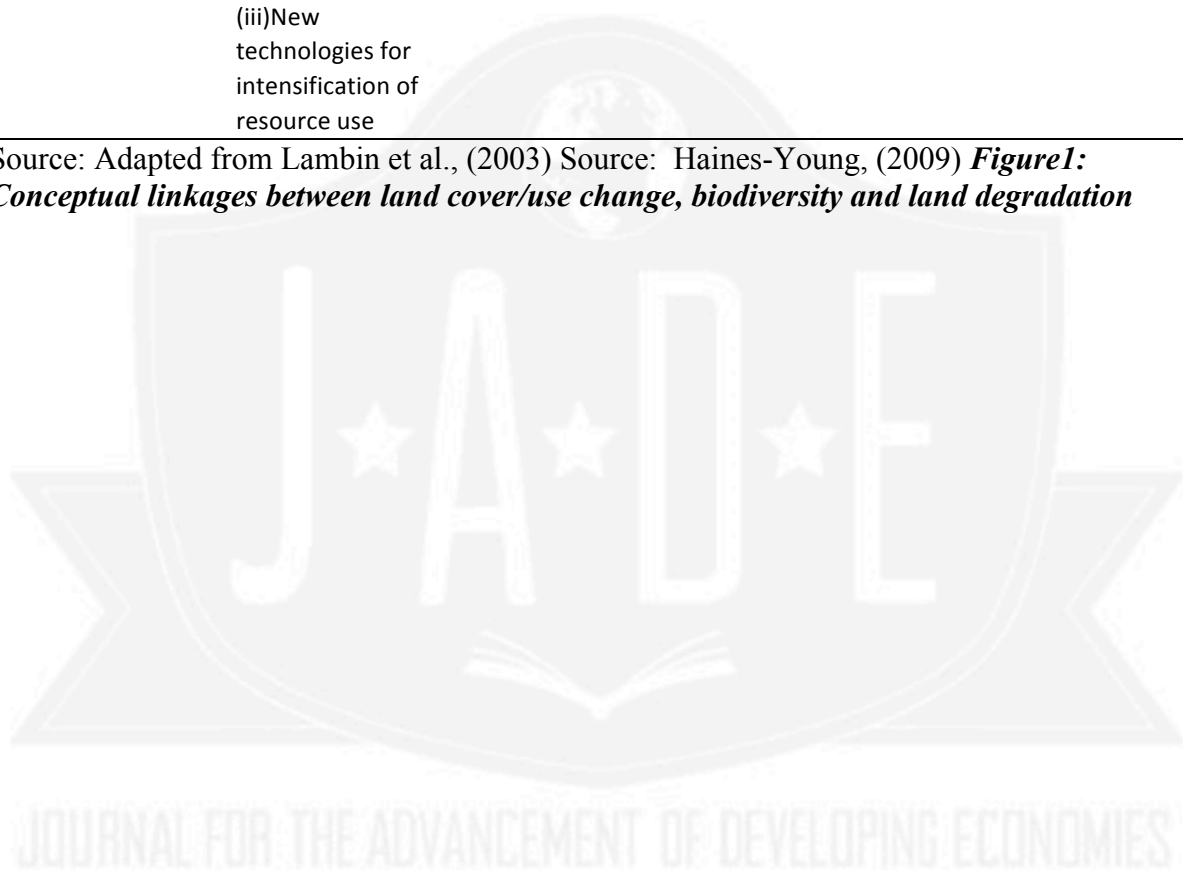 (iii)New
technologies for
intensification of
resource use
Source: Adapted from Lambin et al., (2003) Source: Haines-Young, (2009) Figure1:
Conceptual linkages between land cover/use change, biodiversity and land degradation
J★A★D★E
JOURNAL FOR THE ADVANCEMENT OF DEVELOPING ECONOMIES